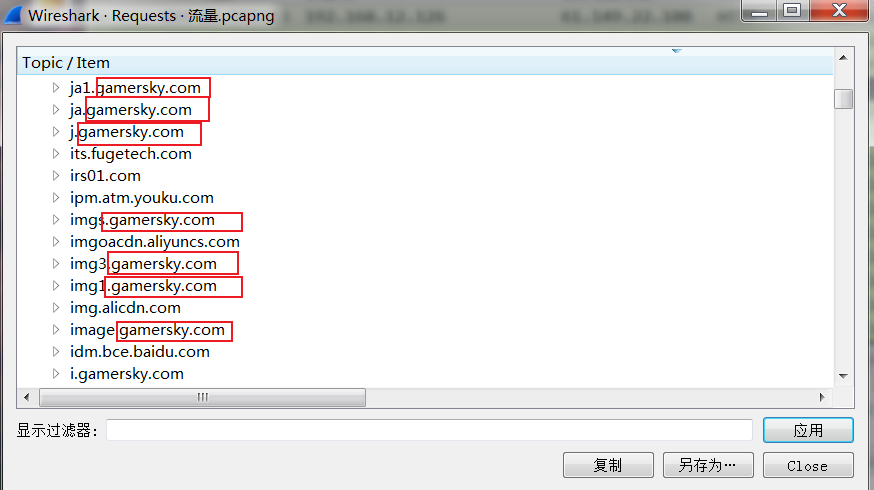 Wireshark · Requests · 流量.pcapng
Topic / Item
ja1.gamersky.com
ja.gamersky.com
j.gamersky.com
its.fugetech.com
irs01.com
ipm.atm.youku.com
imgs.gamersky.com
imgoacdn.aliyuncs.com
img3.gamersky.com
img1.gamersky.com
img.alicdn.com
image.gamersky.com
idm.bce.baidu.com
i.gamersky.com
显示过滤器: 应用
复制 另存为… Close